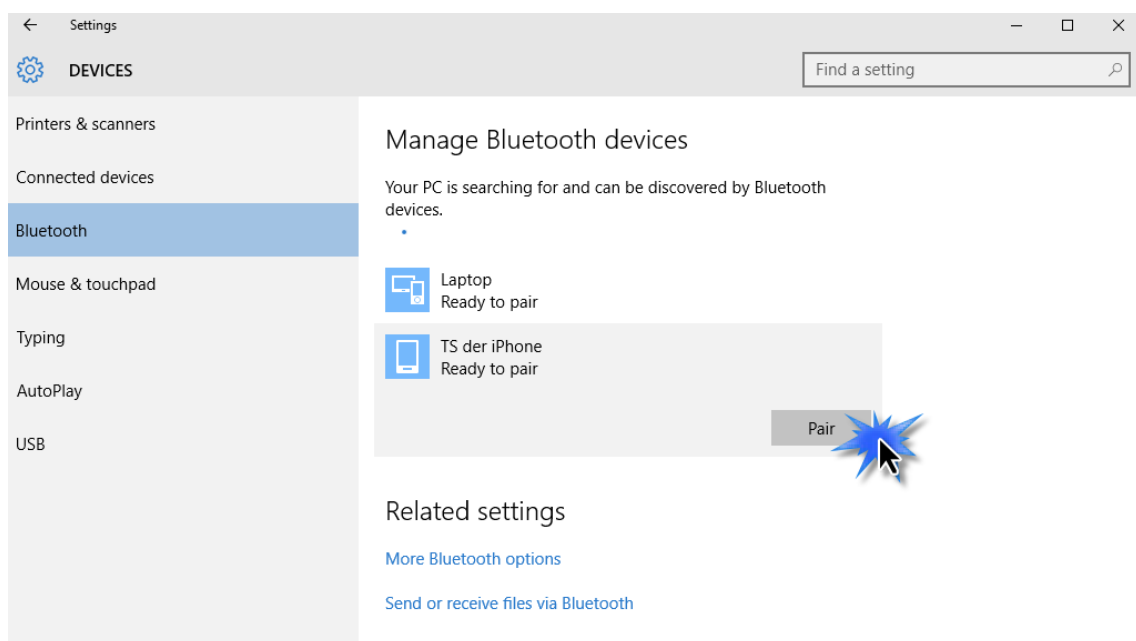 Settings
DEVICES
Find a setting
Printers & scanners
Connected devices
Bluetooth
Mouse & touchpad
Typing
AutoPlay
USB
Manage Bluetooth devices
Your PC is searching for and can be discovered by Bluetooth
devices.
Laptop
Ready to pair
TS der iPhone
Ready to pair
Pair
Related settings
More Bluetooth options
Send or receive files via Bluetooth